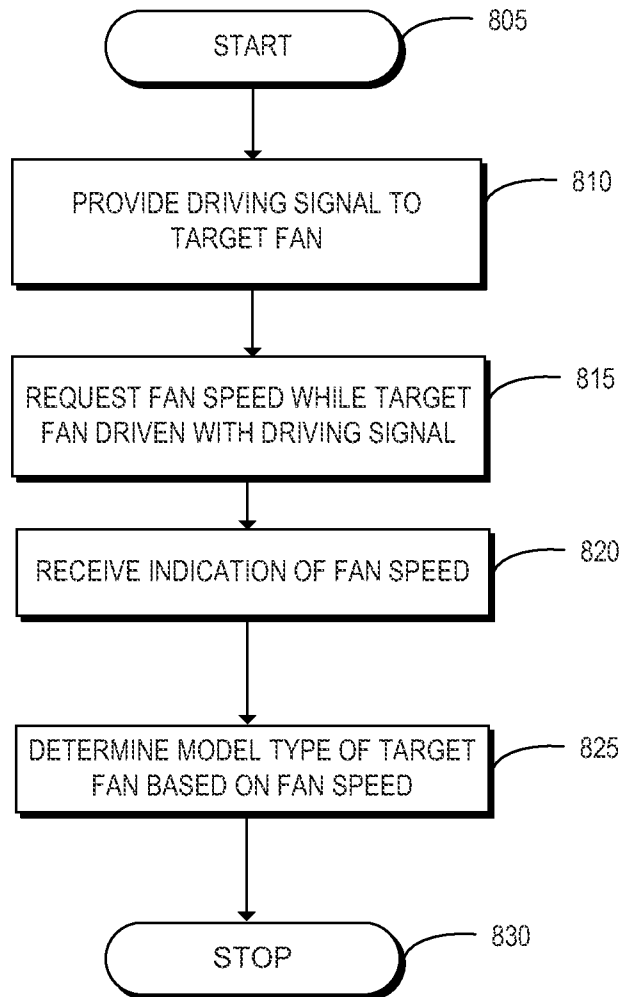 START
805
PROVIDE DRIVING SIGNAL TO
TARGET FAN
810
REQUEST FAN SPEED WHILE TARGET
FAN DRIVEN WITH DRIVING SIGNAL
815
RECEIVE INDICATION OF FAN SPEED
820
DETERMINE MODEL TYPE OF TARGET
FAN BASED ON FAN SPEED
825
STOP
830